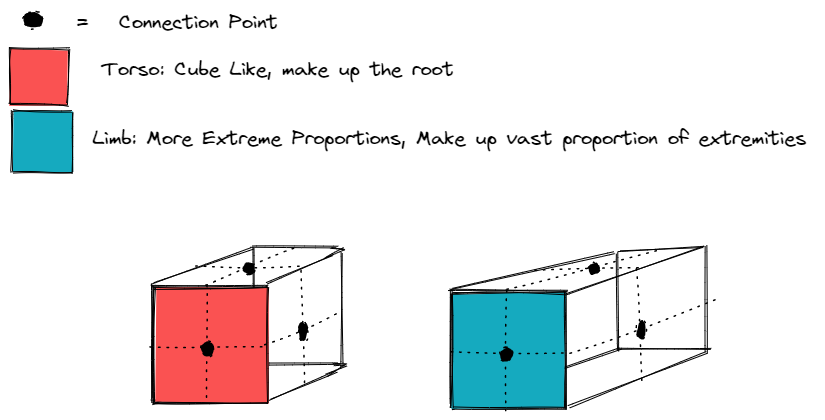 = Connection Point
Torso: Cube Like, make up the root
Limb: More Extreme Proportions, Make up vast proportion of extremities